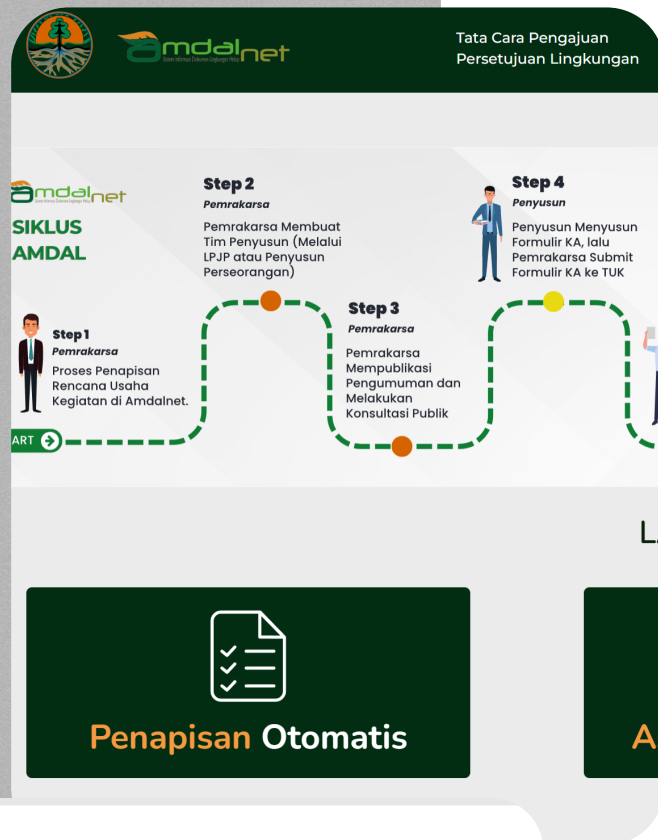 amdalnet
Tata Cara Pengajuan
Persetujuan Lingkungan
amdalnet
SIKLUS
AMDAL
Step 1
Pemrakarsa
Proses Penapisan
Rencana Usaha
Kegiatan di Amdalnet.
ART
Step 2
Pemrakarsa
Pemrakarsa Membuat
Tim Penyusun (Melalui
LPJP atau Penyusun
Perseorangan)
Step 3
Pemrakarsa
Pemrakarsa
Mempublikasi
Pengumuman dan
Melakukan
Konsultasi Publik
Step 4
Penyusun
Penyusun Menyusun
Formulir KA, lalu
Pemrakarsa Submit
Formulir KA ke TUK
L
Penapisan Otomatis
A